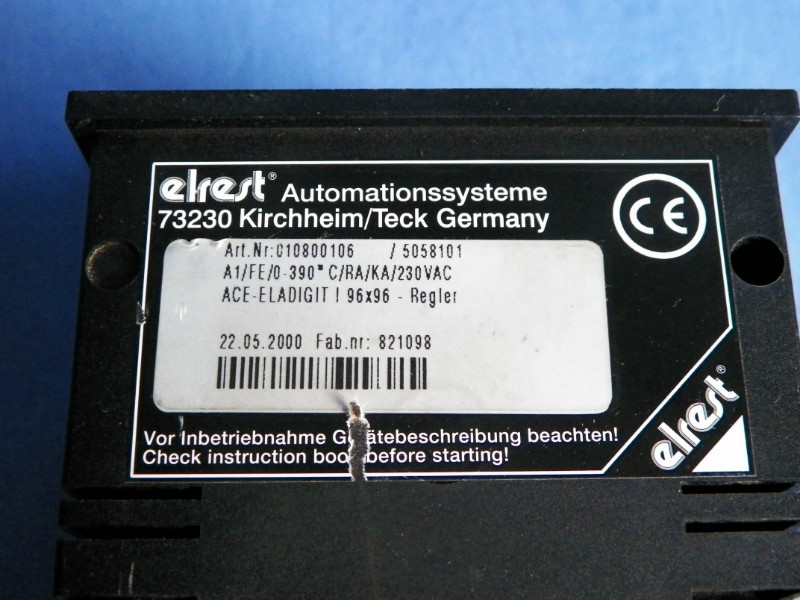 elrest® Automationssysteme
73230 Kirchheim/Teck Germany
CE
Art.Nr:010800106 / 5058101
A1/FE/0-390°C/RA/KA/230VAC
ACE-ELADIGIT I 96x96 - Regler
22.05.2000 Fab.nr: 821098
Vor Inbetriebnahme Gerätebeschreibung beachten!
Check instruction book before starting!
elrest®